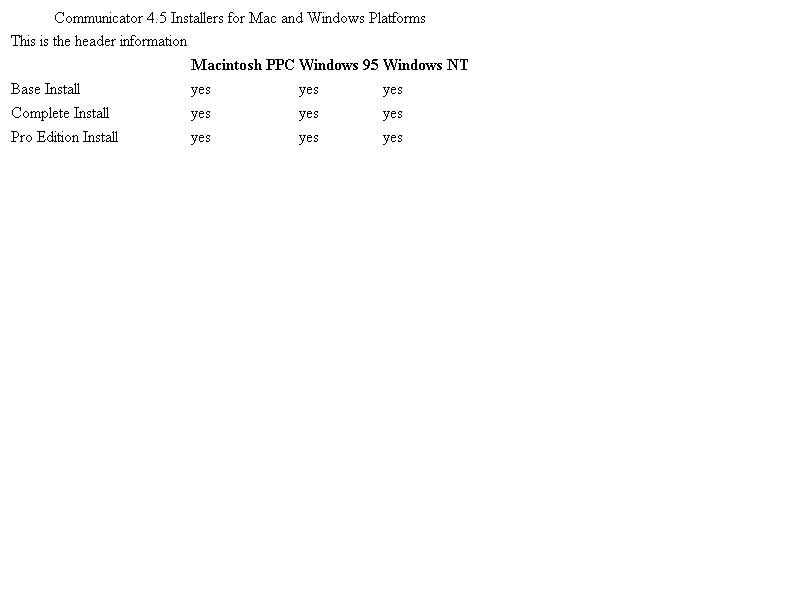 Communicator 4.5 Installers for Mac and Windows Platforms
This is the header information
Macintosh PPC Windows 95 Windows NT
Base Install yes yes yes
Complete Install yes yes yes
Pro Edition Install yes yes yes